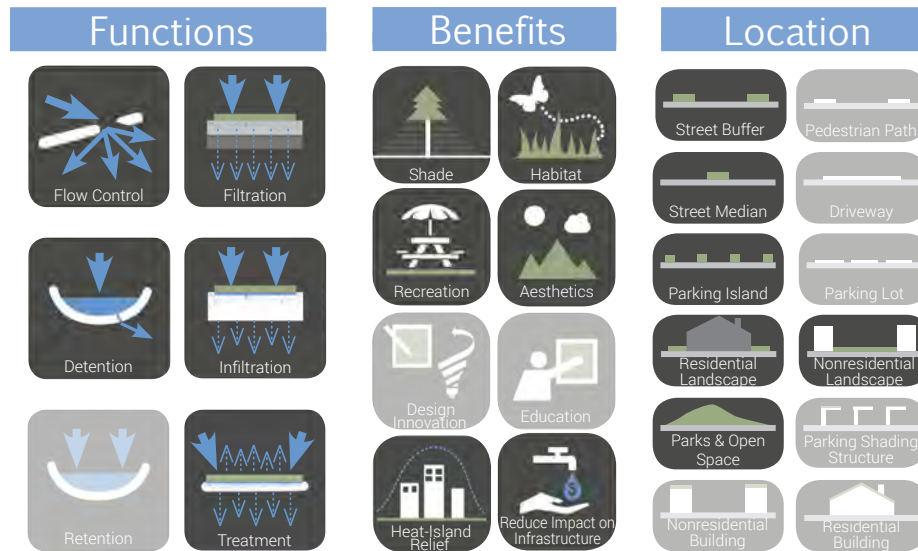 Functions
Flow Control
Filtration
Detention
Infiltration
Retention
Treatment
Benefits
Shade
Habitat
Recreation
Aesthetics
Design
Innovation
Education
Heat-Island
Relief
$
Reduce Impact on
Infrastructure
Location
Street Buffer
Pedestrian Path
Street Median
Driveway
Parking Island
Parking Lot
Residential
Landscape
Nonresidential
Landscape
Parks & Open
Space
Parking Shading
Structure
Nonresidential
Building
Residential
Building